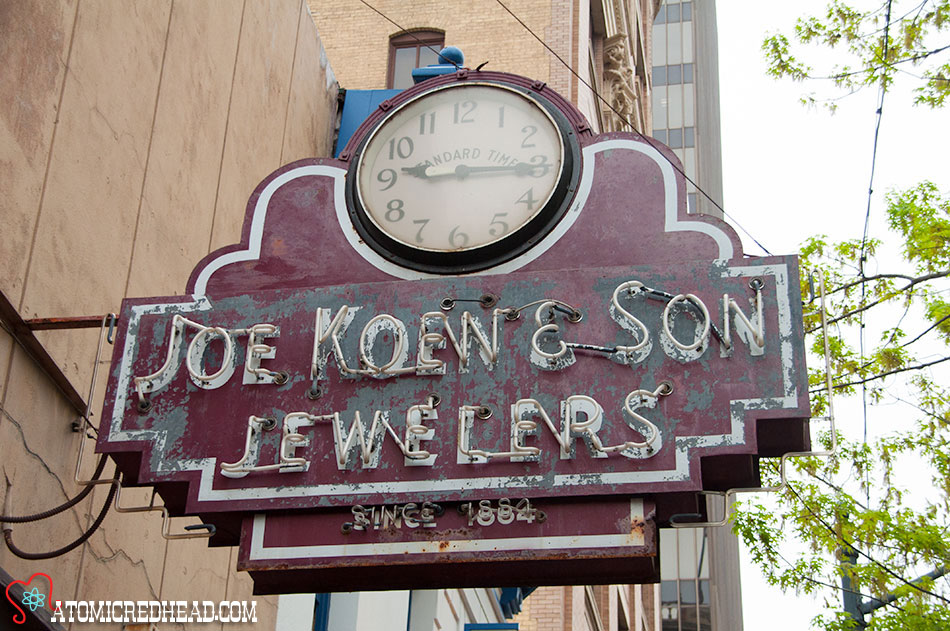 12
11 1
10 2
STANDARD TIME
9 3
8 4
7 5
6
JOE KOEN & SON
JEWELERS
SINCE 1884
ATOMICREDHEAD.COM